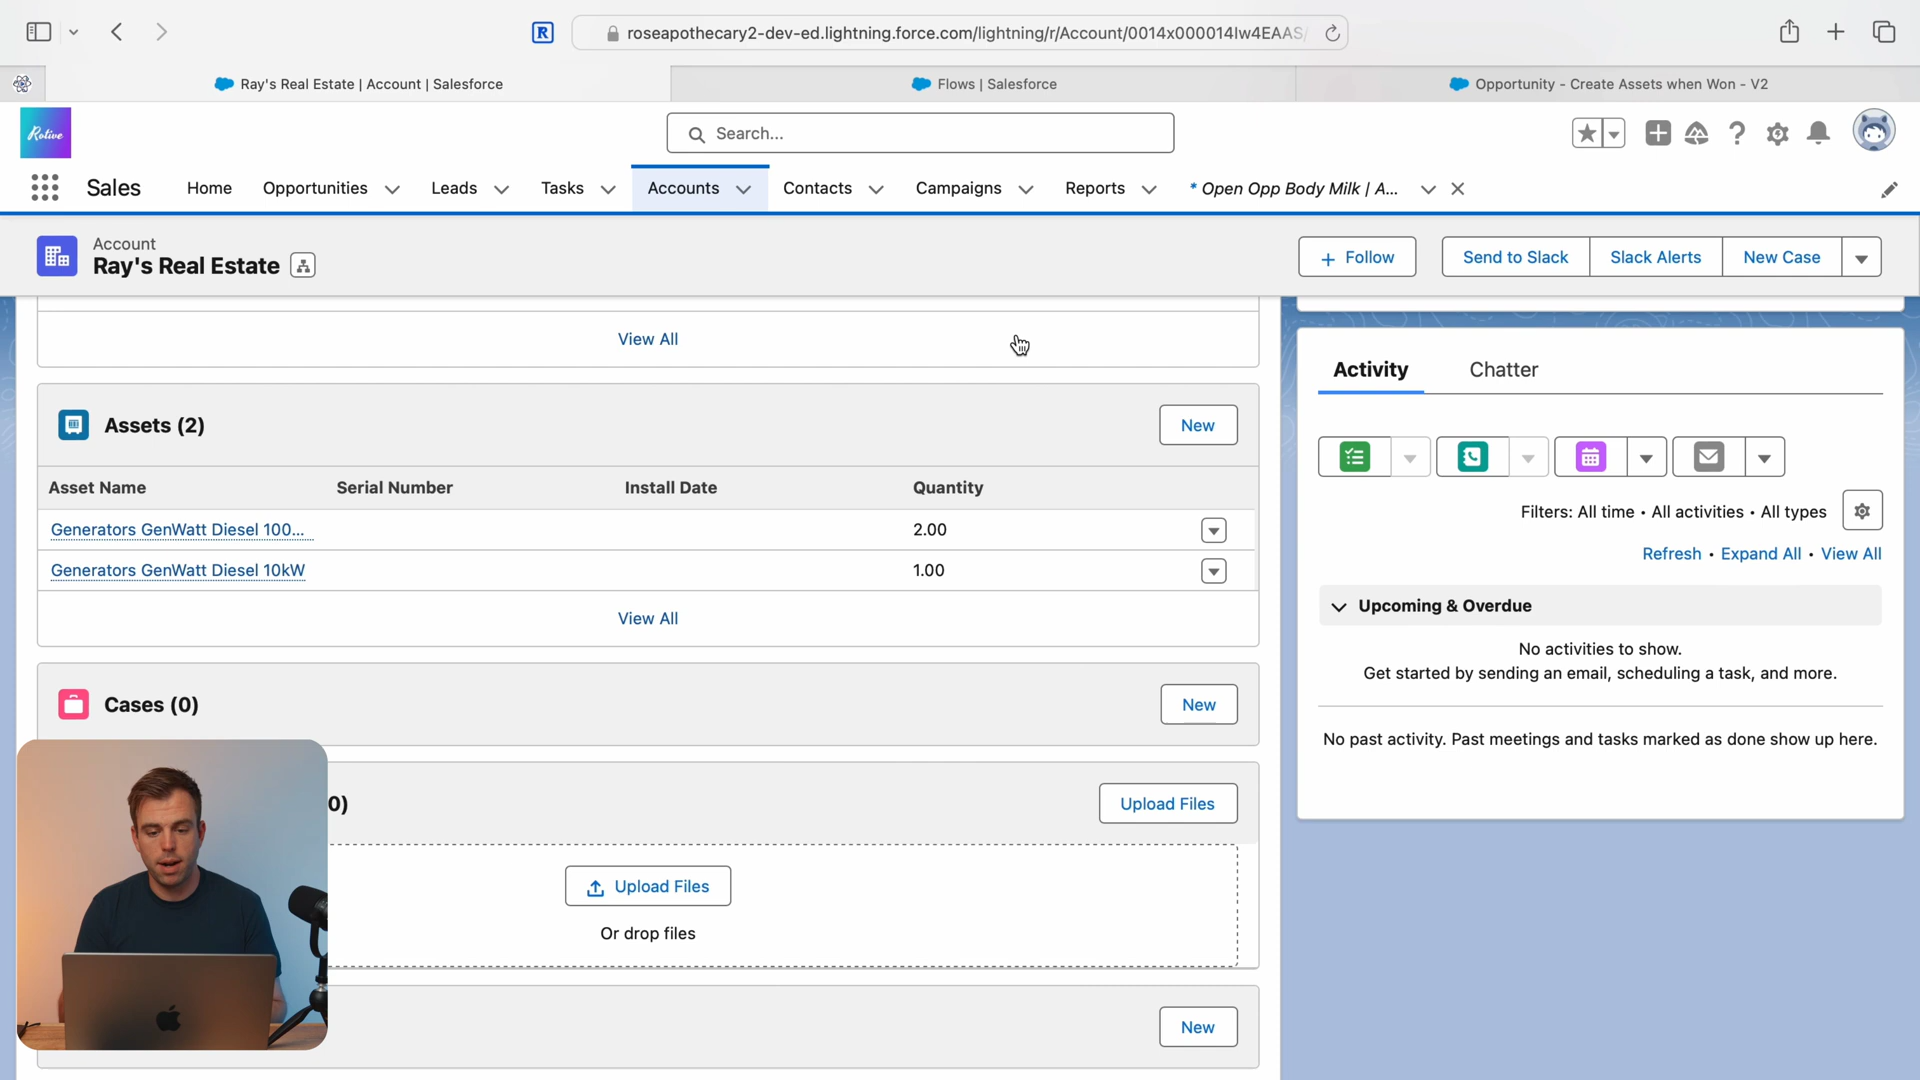 roseapothecary2-dev-ed.lightning.force.com/lightning/r/Account/0014x000014Iw4EAAS/
Ray's Real Estate | Account | Salesforce
Flows | Salesforce
Opportunity - Create Assets when Won - V2
Rotive
Search...
Sales
Home
Opportunities
Leads
Tasks
Accounts
Contacts
Campaigns
Reports
* Open Opp Body Milk | A...
Account
Ray's Real Estate
Follow
Send to Slack
Slack Alerts
New Case
View All
Assets (2)
New
Asset Name
Serial Number
Install Date
Quantity
Generators GenWatt Diesel 100...
2.00
Generators GenWatt Diesel 10kW
1.00
View All
Cases (0)
New
0)
Upload Files
Upload Files
Or drop files
New
Activity
Chatter
Filters: All time • All activities • All types
Refresh • Expand All • View All
Upcoming & Overdue
No activities to show.
Get started by sending an email, scheduling a task, and more.
No past activity. Past meetings and tasks marked as done show up here.